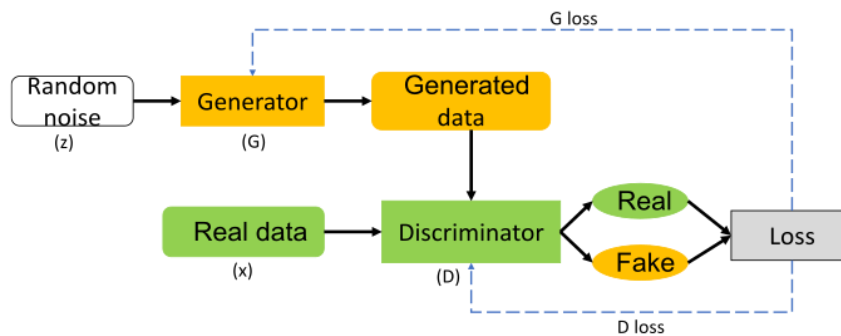 G loss
Random
noise
(z)
Generator
(G)
Generated
data
Real data
(x)
Discriminator
(D)
Real
Fake
Loss
D loss